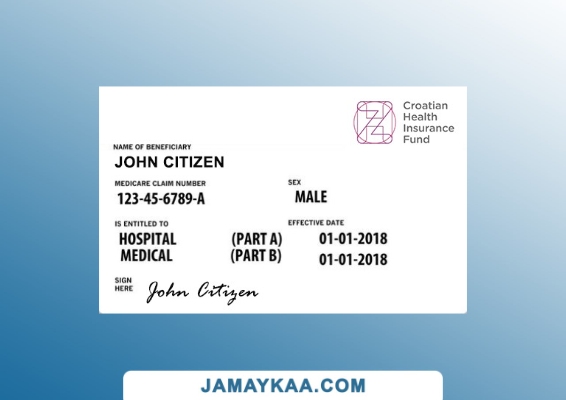 Croatian
Health
Insurance
Fund
NAME OF BENEFICIARY
JOHN CITIZEN
MEDICARE CLAIM NUMBER SEX
123-45-6789-A MALE
IS ENTITLED TO EFFECTIVE DATE
HOSPITAL (PART A) 01-01-2018
MEDICAL (PART B) 01-01-2018
SIGN
HERE John Citizen
JAMAYKAA.COM